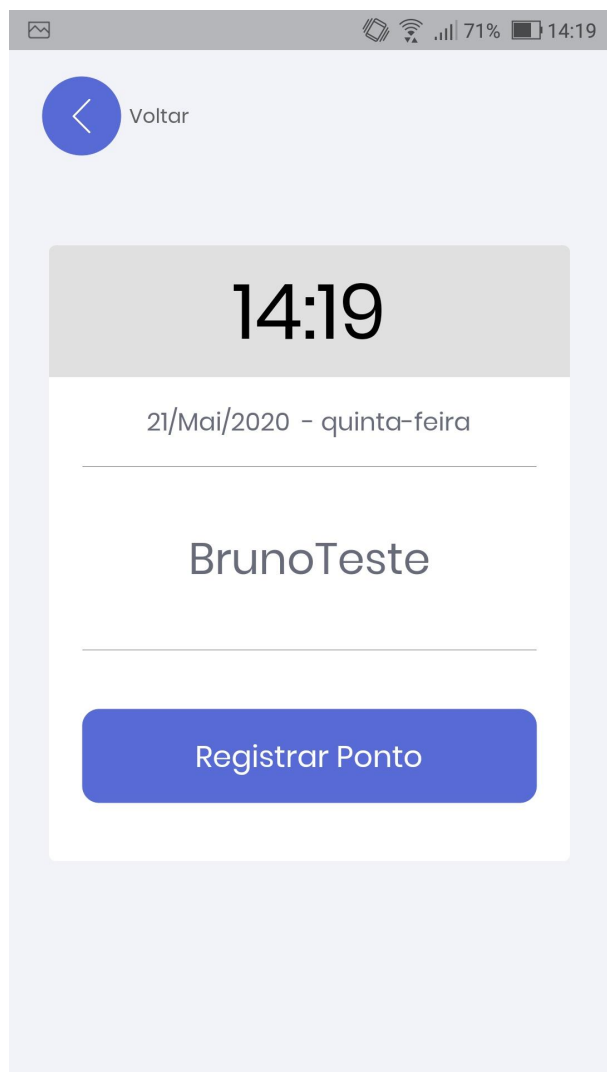 71% 14:19
Voltar
14:19
21/Mai/2020 - quinta-feira
BrunoTeste
Registrar Ponto